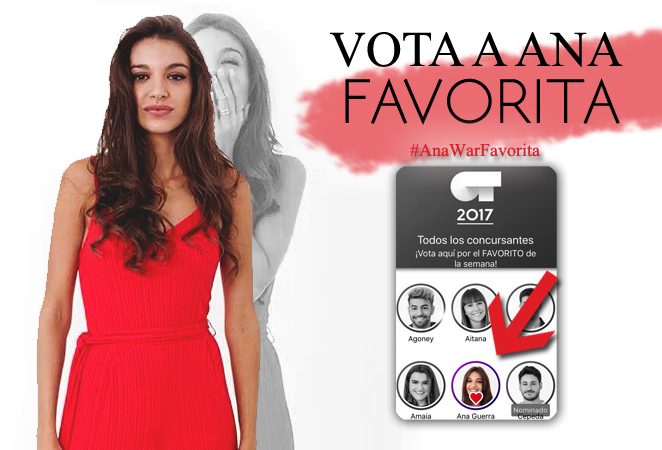 VOTA A ANA
FAVORITA
#AnaWarFavorita
OT
2017
Todos los concursantes
¡Vota aquí por el FAVORITO de
la semana!
Agoney
Aitana
Amaia
Ana Guerra
Nominado
Cepeda